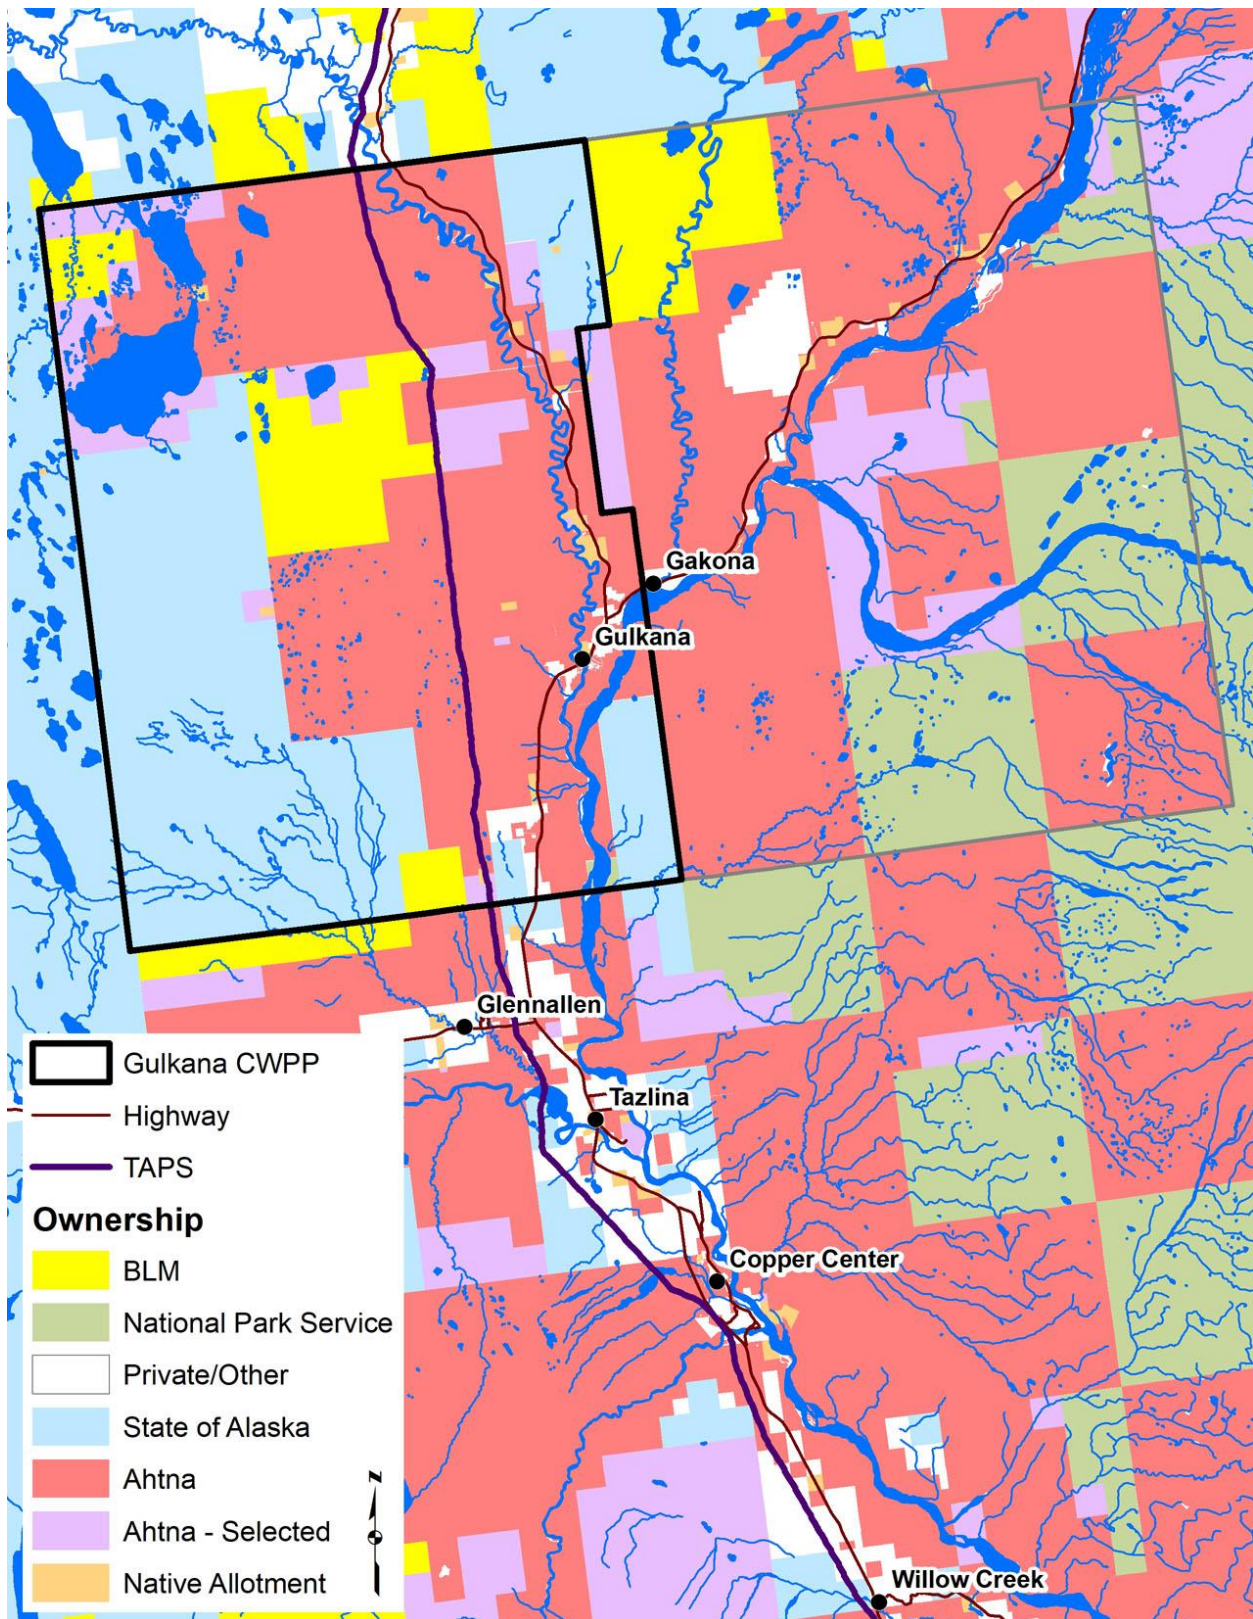 Gakona
Gulkana
Glennallen
Tazlina
Copper Center
Willow Creek
Gulkana CWPP
Highway
TAPS
Ownership
BLM
National Park Service
Private/Other
State of Alaska
Ahtna
Ahtna - Selected
Native Allotment
N